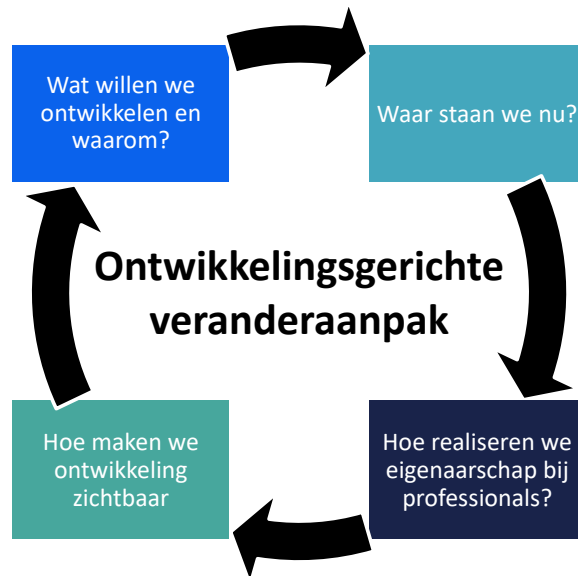 Wat willen we
ontwikkelen en
waarom?
Waar staan we nu?
Ontwikkelingsgerichte
veranderaanpak
Hoe maken we
ontwikkeling
zichtbaar
Hoe realiseren we
eigenaarschap bij
professionals?